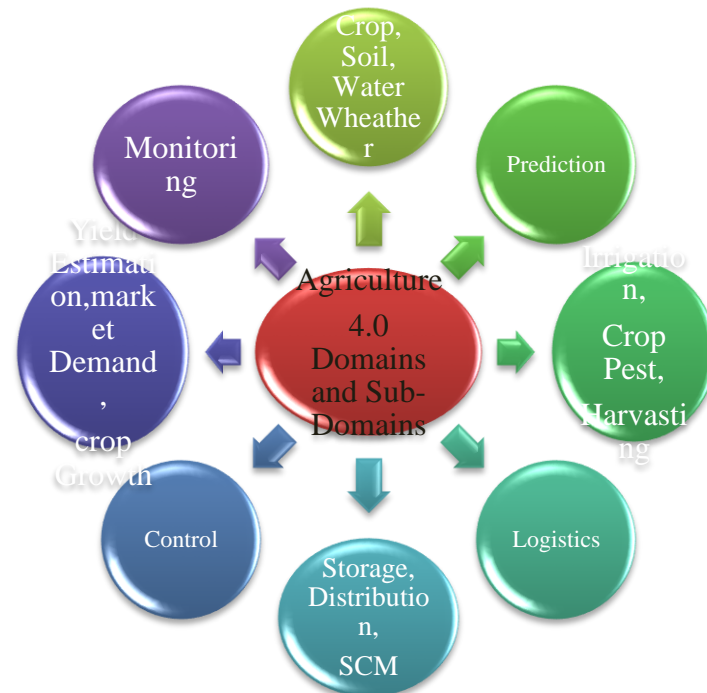 Crop,
Soil,
Water
Wheathe
r
Prediction
Irrigatio
n,
Crop
Pest,
Harvasti
ng
Logistics
Storage,
Distributio
n,
SCM
Control
Yield
Estimati
on,mark
et
Demand
,
crop
Growth
Monitori
ng
Agriculture
4.0
Domains
and Sub-
Domains